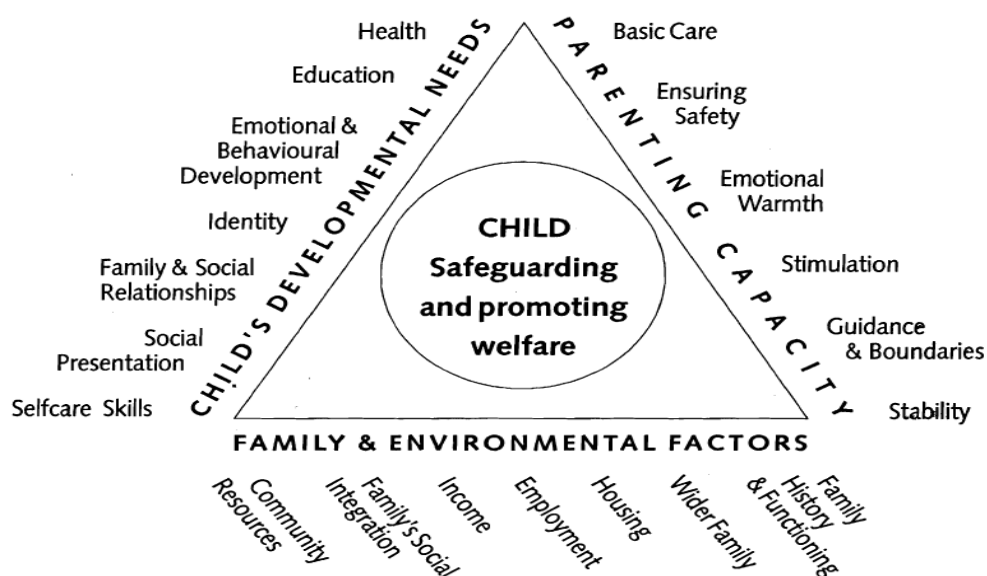 Health
Education
Emotional &
Behavioural
Development
Identity
Family & Social
Relationships
Social
Presentation
Selfcare Skills
CHILD'S DEVELOPMENTAL NEEDS
PARENTING CAPACITY
Basic Care
Ensuring
Safety
Emotional
Warmth
Stimulation
Guidance
& Boundaries
Stability
CHILD
Safeguarding
and promoting
welfare
FAMILY & ENVIRONMENTAL FACTORS
Community
Resources
Family's Social
Integration
Income
Employment
Housing
Wider Family
Family
History
& Functioning